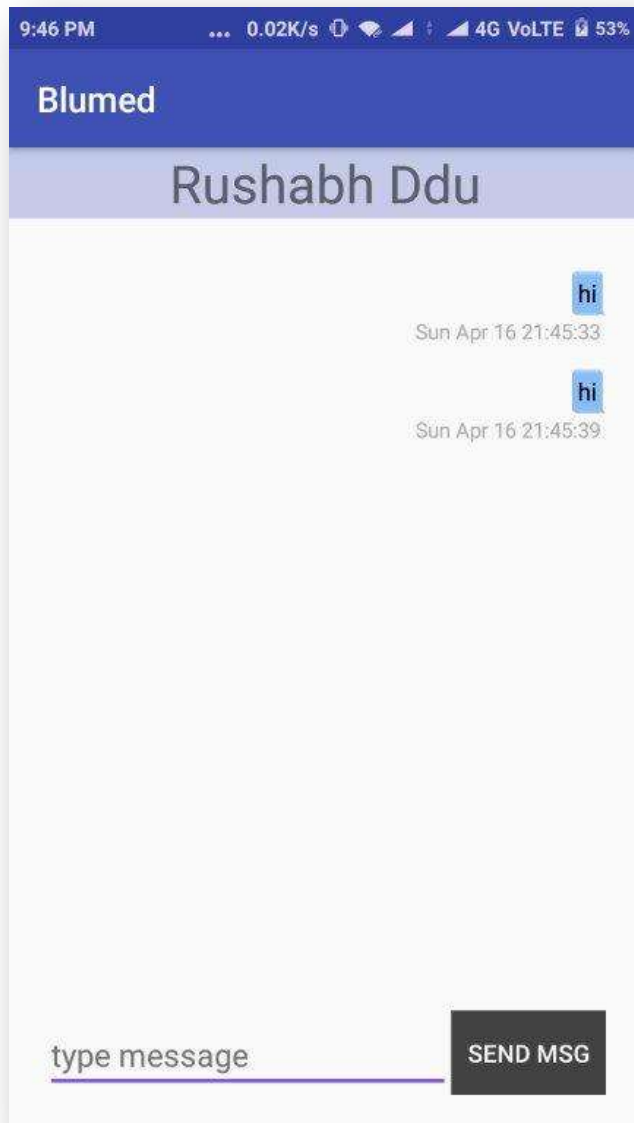 9:46 PM ... 0.02K/s 4G VoLTE 53%
Blumed
Rushabh Ddu
hi
Sun Apr 16 21:45:33
hi
Sun Apr 16 21:45:39
type message SEND MSG